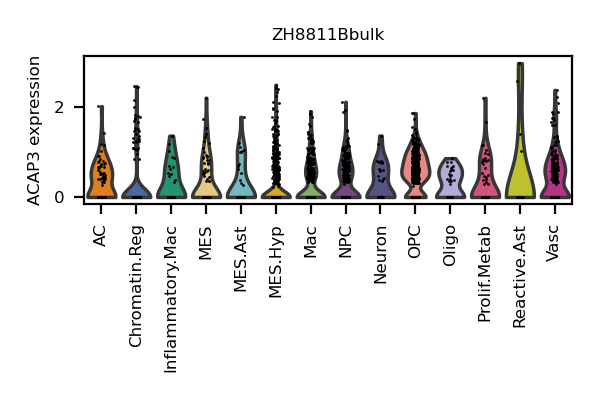 ZH8811Bbulk
ACAP3 expression
2
0
AC
Chromatin.Reg
Inflammatory.Mac
MES
MES.Ast
MES.Hyp
Mac
NPC
Neuron
OPC
Oligo
Prolif.Metab
Reactive.Ast
Vasc